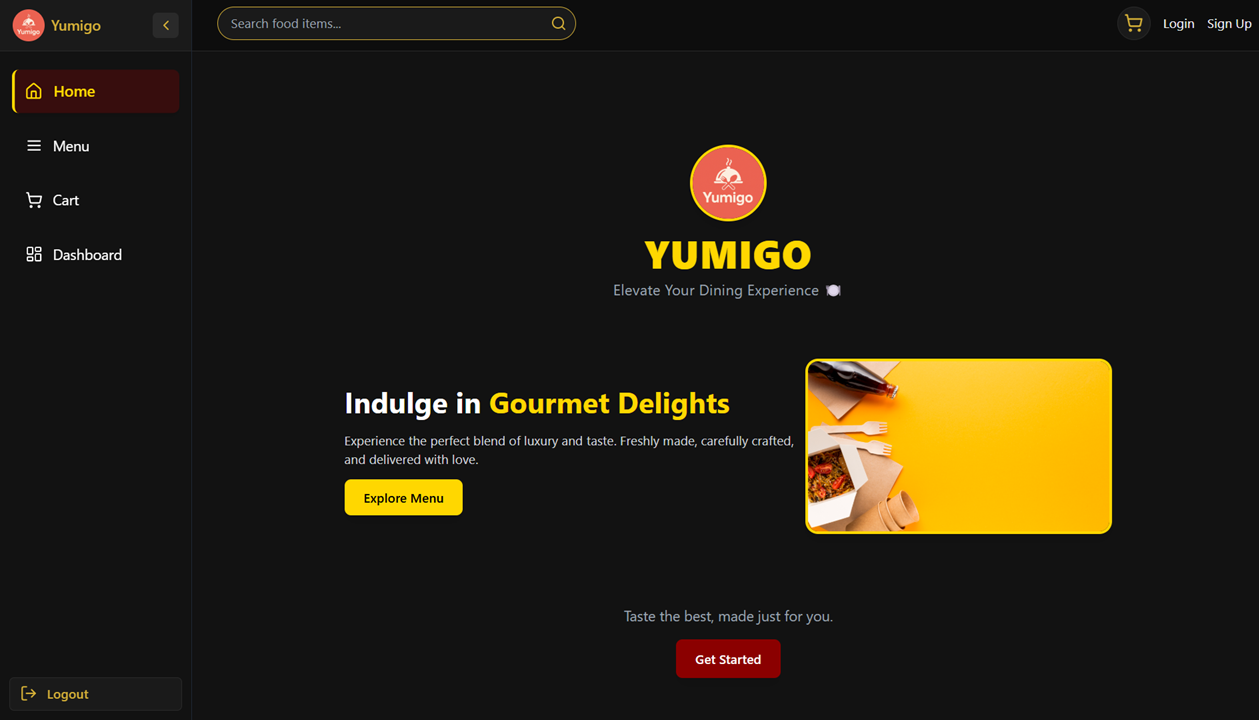 Yumigo
Yumigo
Search food items...
Login
Sign Up
Home
Menu
Cart
Dashboard
Yumigo
YUMIGO
Elevate Your Dining Experience 🍽️
Indulge in Gourmet Delights
Experience the perfect blend of luxury and taste. Freshly made, carefully crafted,
and delivered with love.
Explore Menu
Taste the best, made just for you.
Get Started
Logout